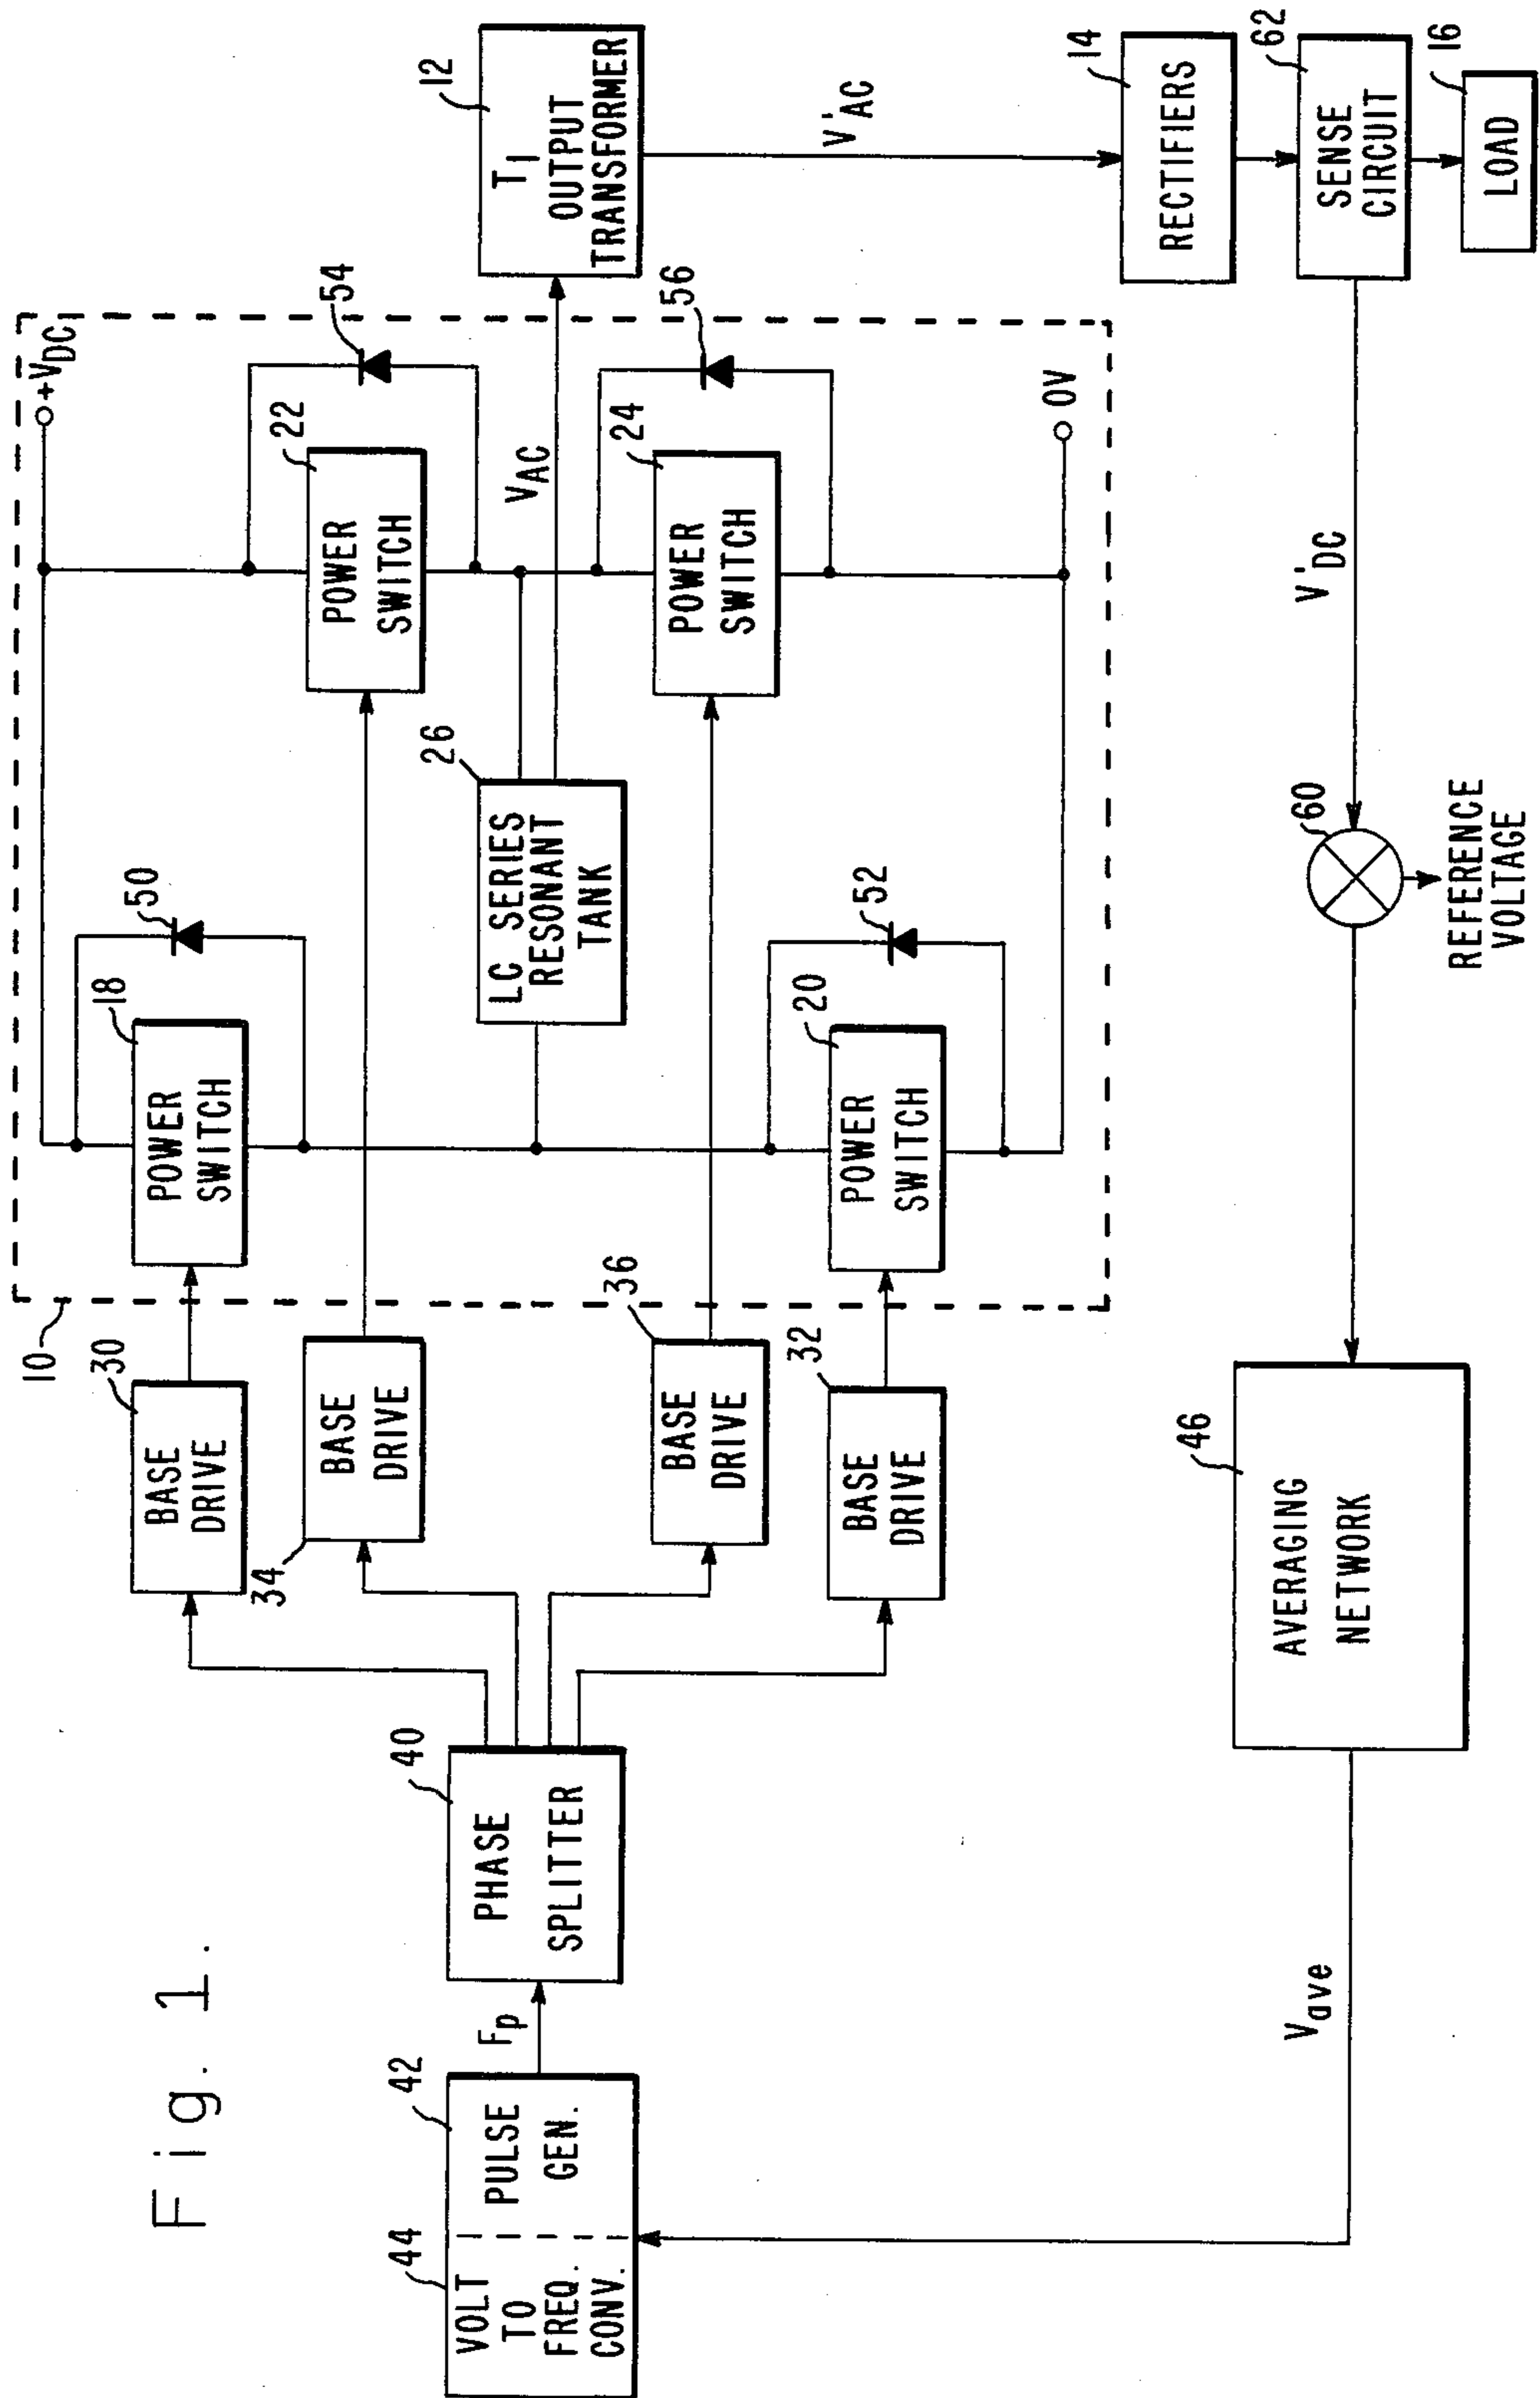 Fig. 1.
10
+VDC
18
POWER
SWITCH
50
22
POWER
SWITCH
54
30
BASE
DRIVE
34
BASE
DRIVE
12
T1
OUTPUT
TRANSFORMER
VAC
26
LC SERIES
RESONANT
TANK
44
VOLT
TO
FREQ.
CONV.
42
PULSE
GEN.
Fp
40
PHASE
SPLITTER
36
BASE
DRIVE
24
POWER
SWITCH
56
32
BASE
DRIVE
20
POWER
SWITCH
52
0V
V'AC
14
RECTIFIERS
62
SENSE
CIRCUIT
16
LOAD
V'DC
60
REFERENCE
VOLTAGE
46
AVERAGING
NETWORK
Vave